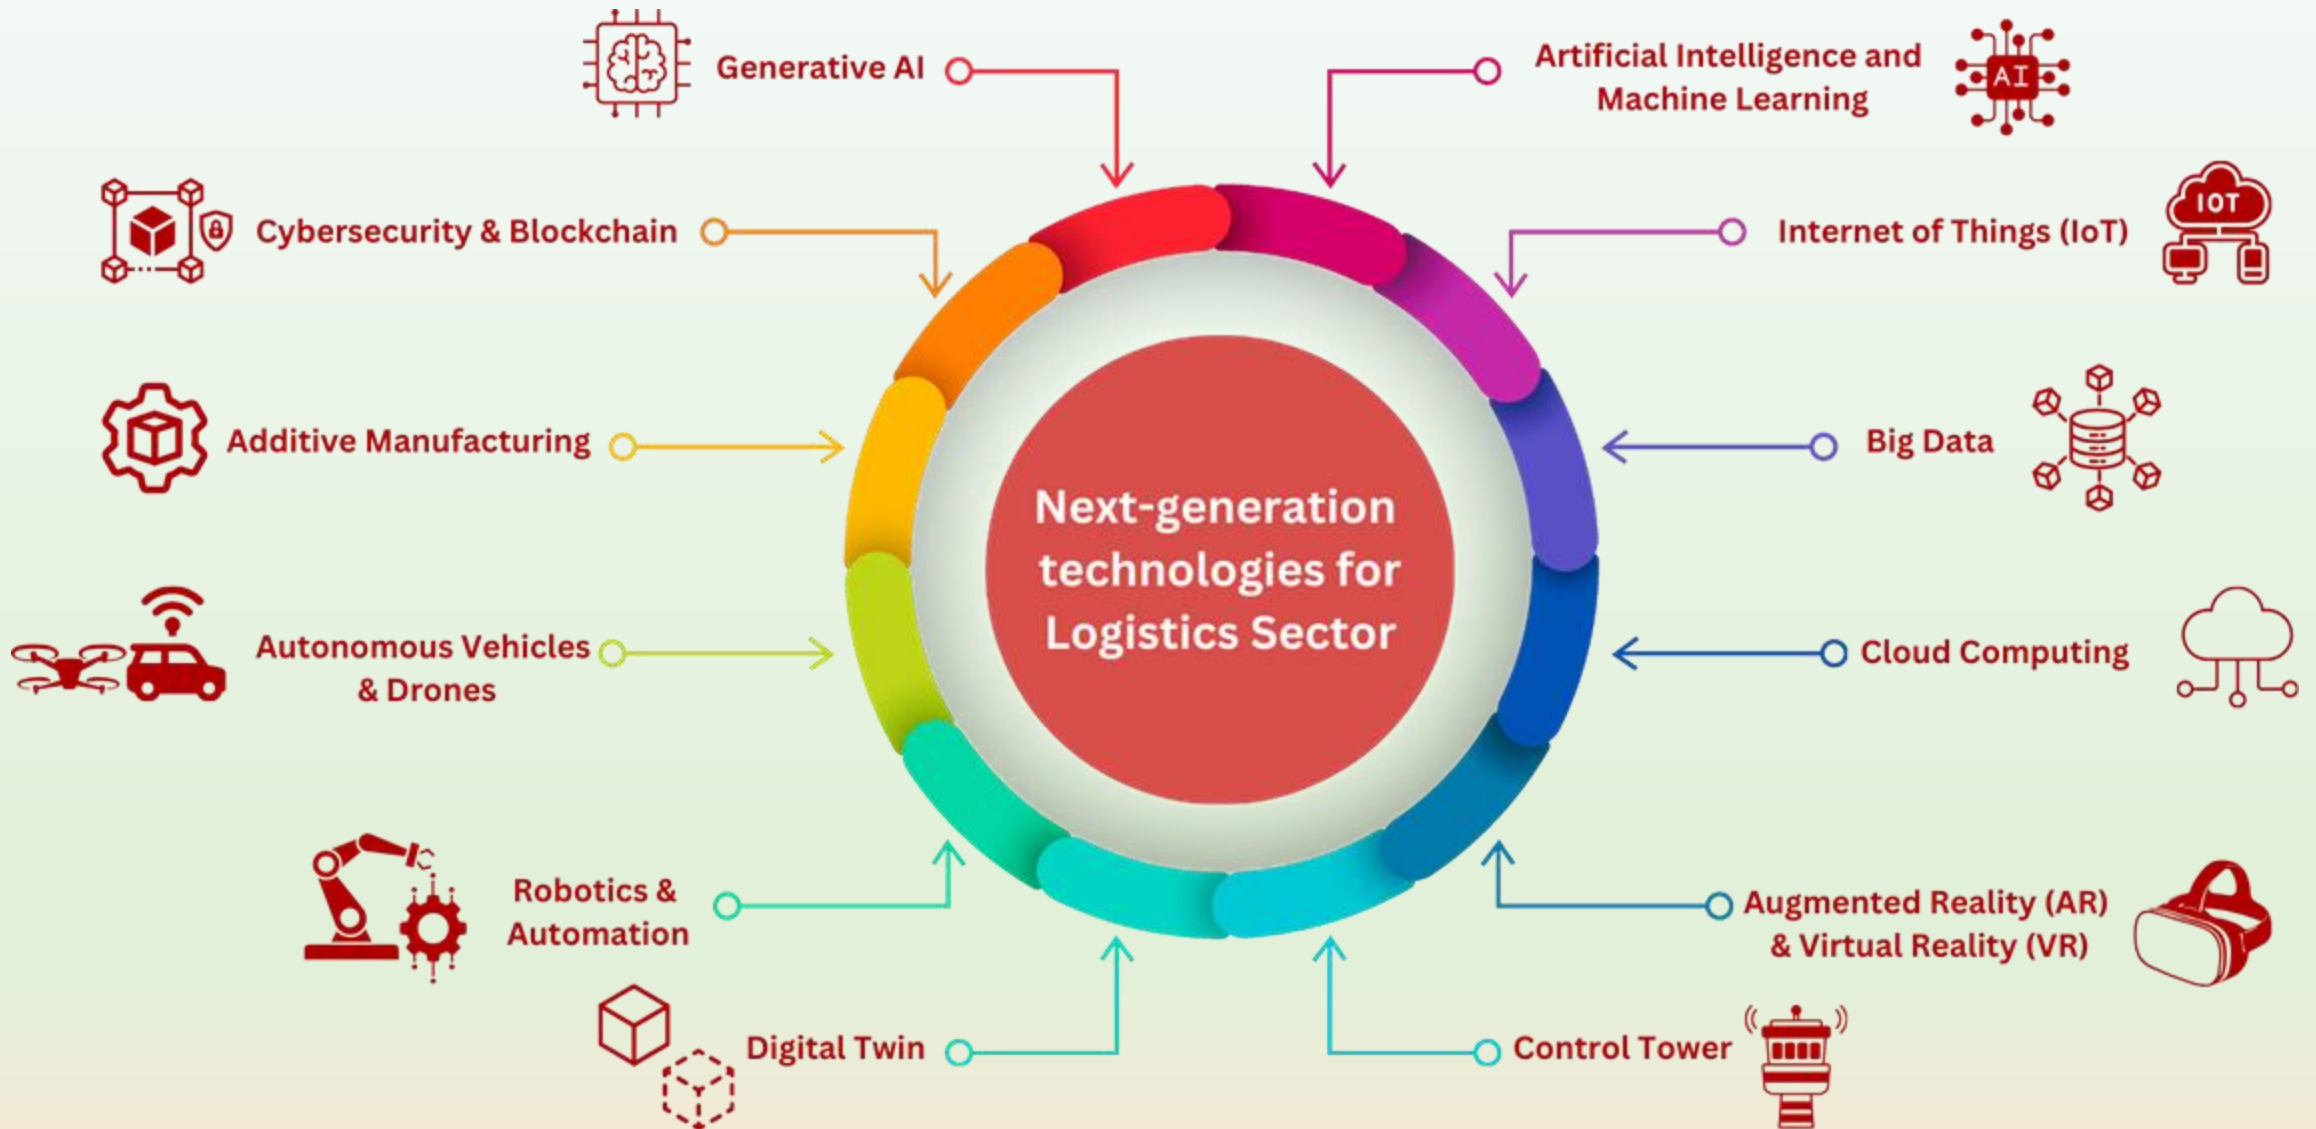 Generative AI
Artificial Intelligence and
Machine Learning
AI
Cybersecurity & Blockchain
Internet of Things (IoT)
IOT
Additive Manufacturing
Big Data
Next-generation
technologies for
Logistics Sector
Autonomous Vehicles
& Drones
Cloud Computing
Robotics &
Automation
Augmented Reality (AR)
& Virtual Reality (VR)
Digital Twin
Control Tower